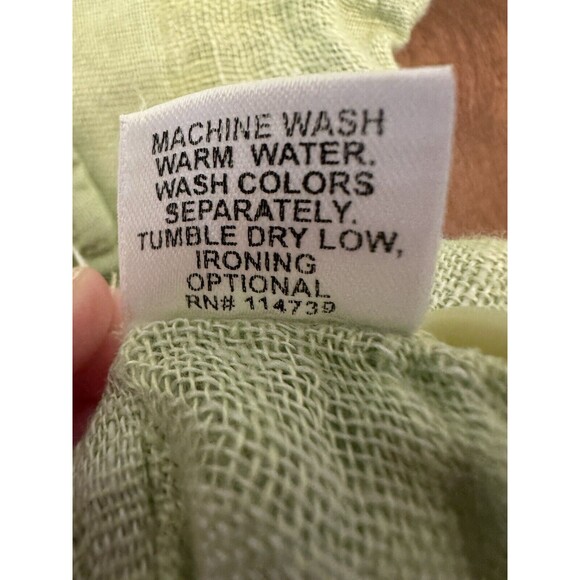 MACHINE WASH
WARM WATER.
WASH COLORS
SEPARATELY.
TUMBLE DRY LOW,
IRONING
OPTIONAL
RN# 114739